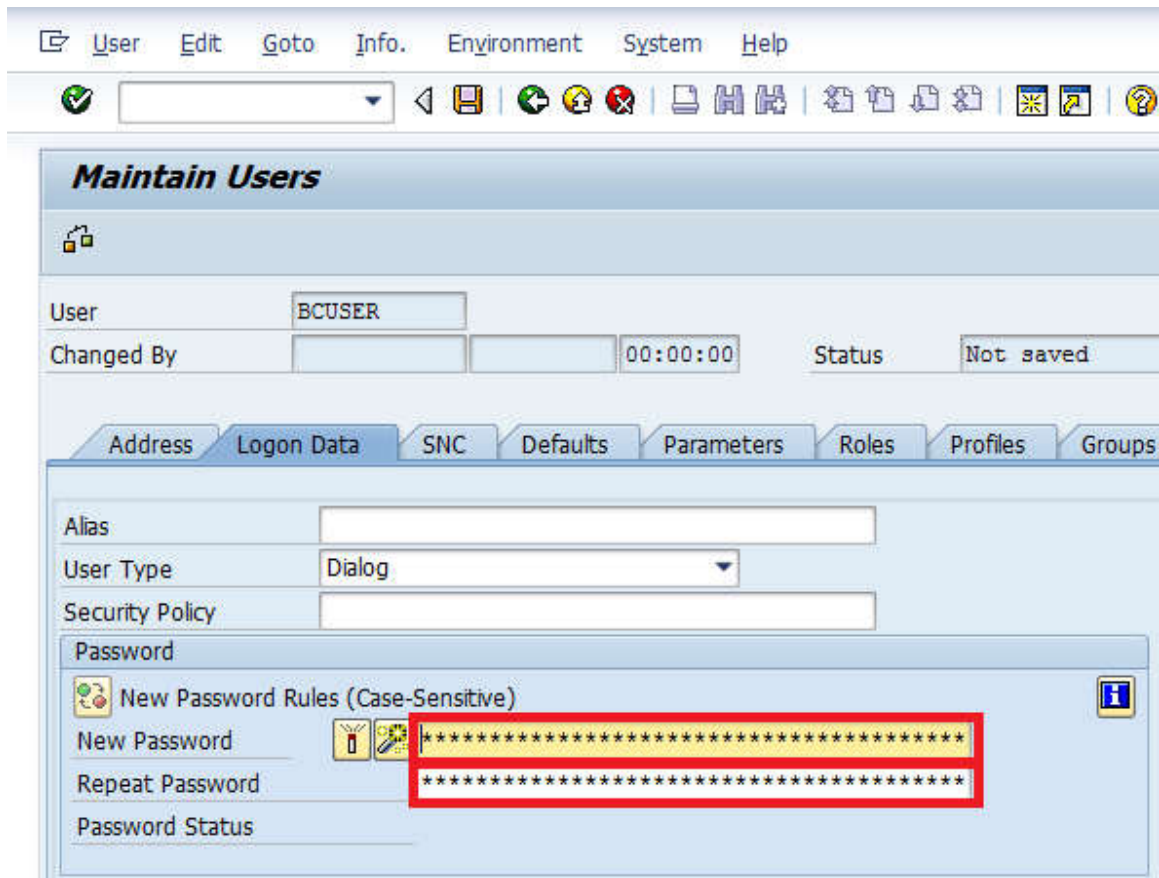 User Edit Goto Info. Environment System Help
Maintain Users
User BCUSER
Changed By 00:00:00 Status Not saved
Address Logon Data SNC Defaults Parameters Roles Profiles Groups
Alias
User Type Dialog
Security Policy
Password
New Password Rules (Case-Sensitive)
New Password ****************************************
Repeat Password ****************************************
Password Status